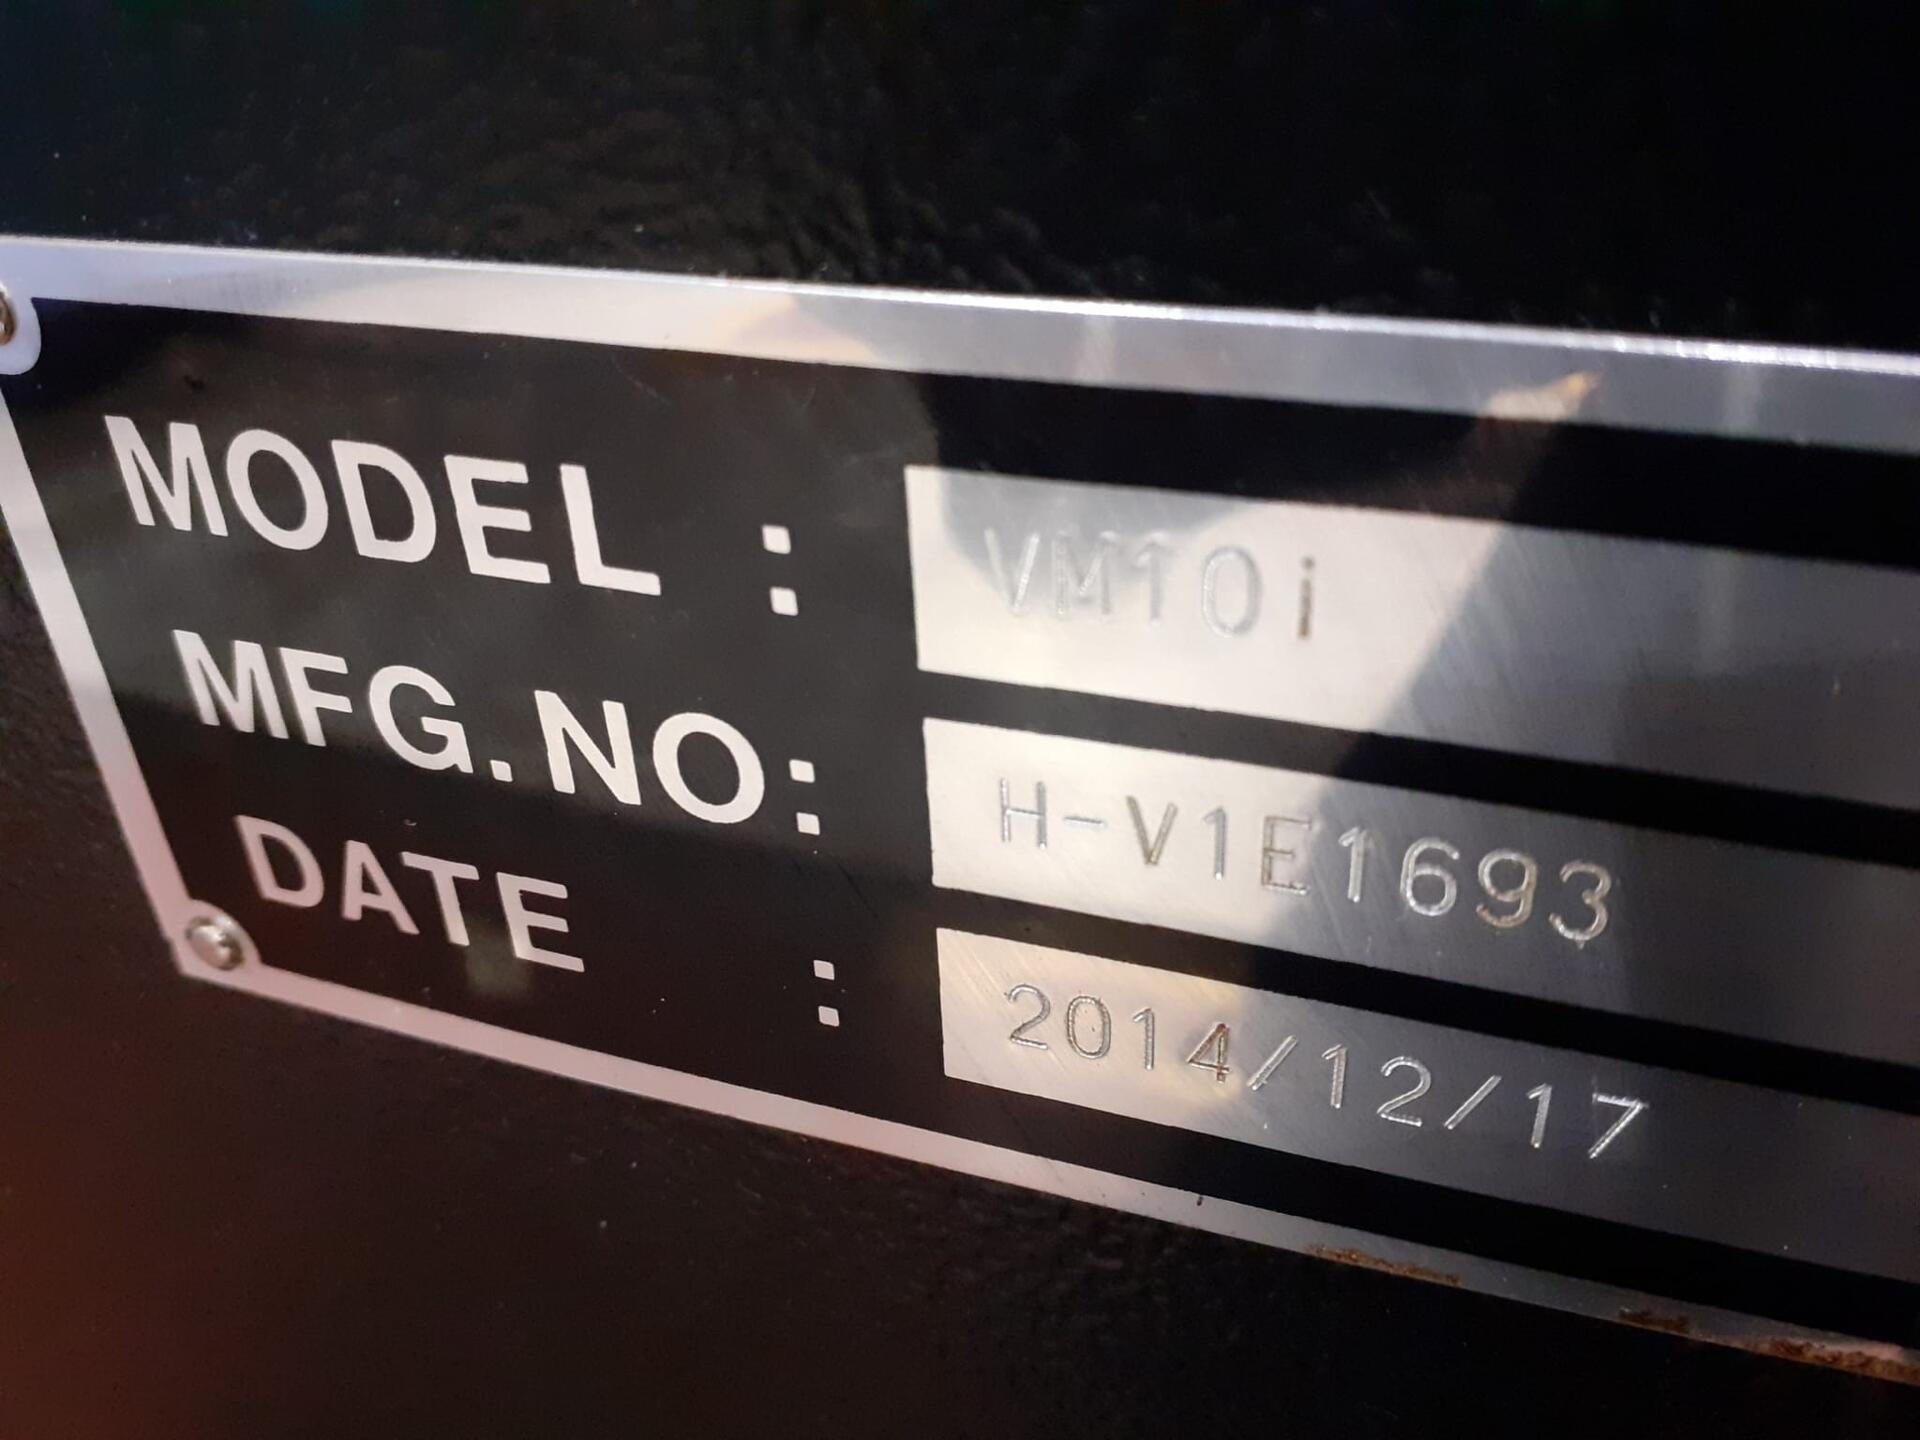 MODEL : VM10i
MFG.NO: H-V1E1693
DATE : 2014/12/17